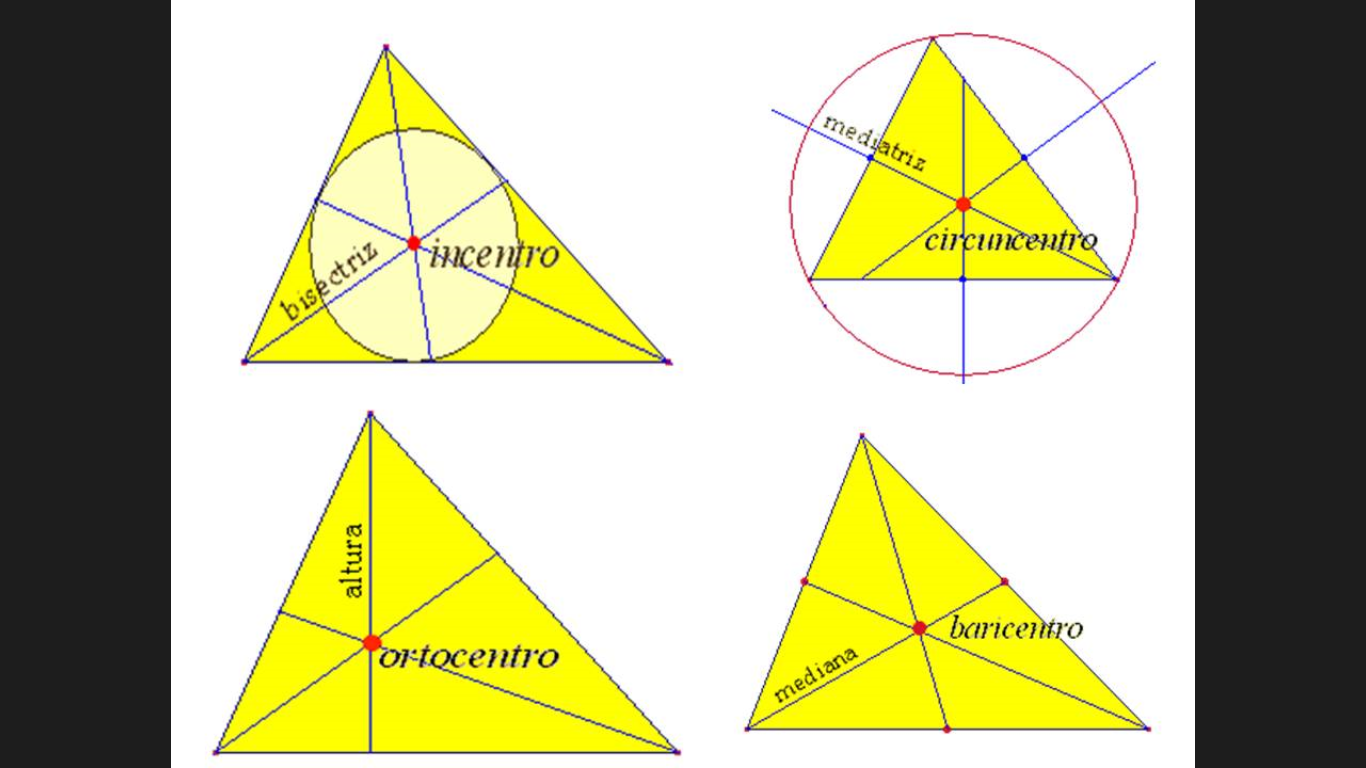 bisectriz
incentro
mediatriz
circuncentro
altura
ortocentro
mediana
baricentro